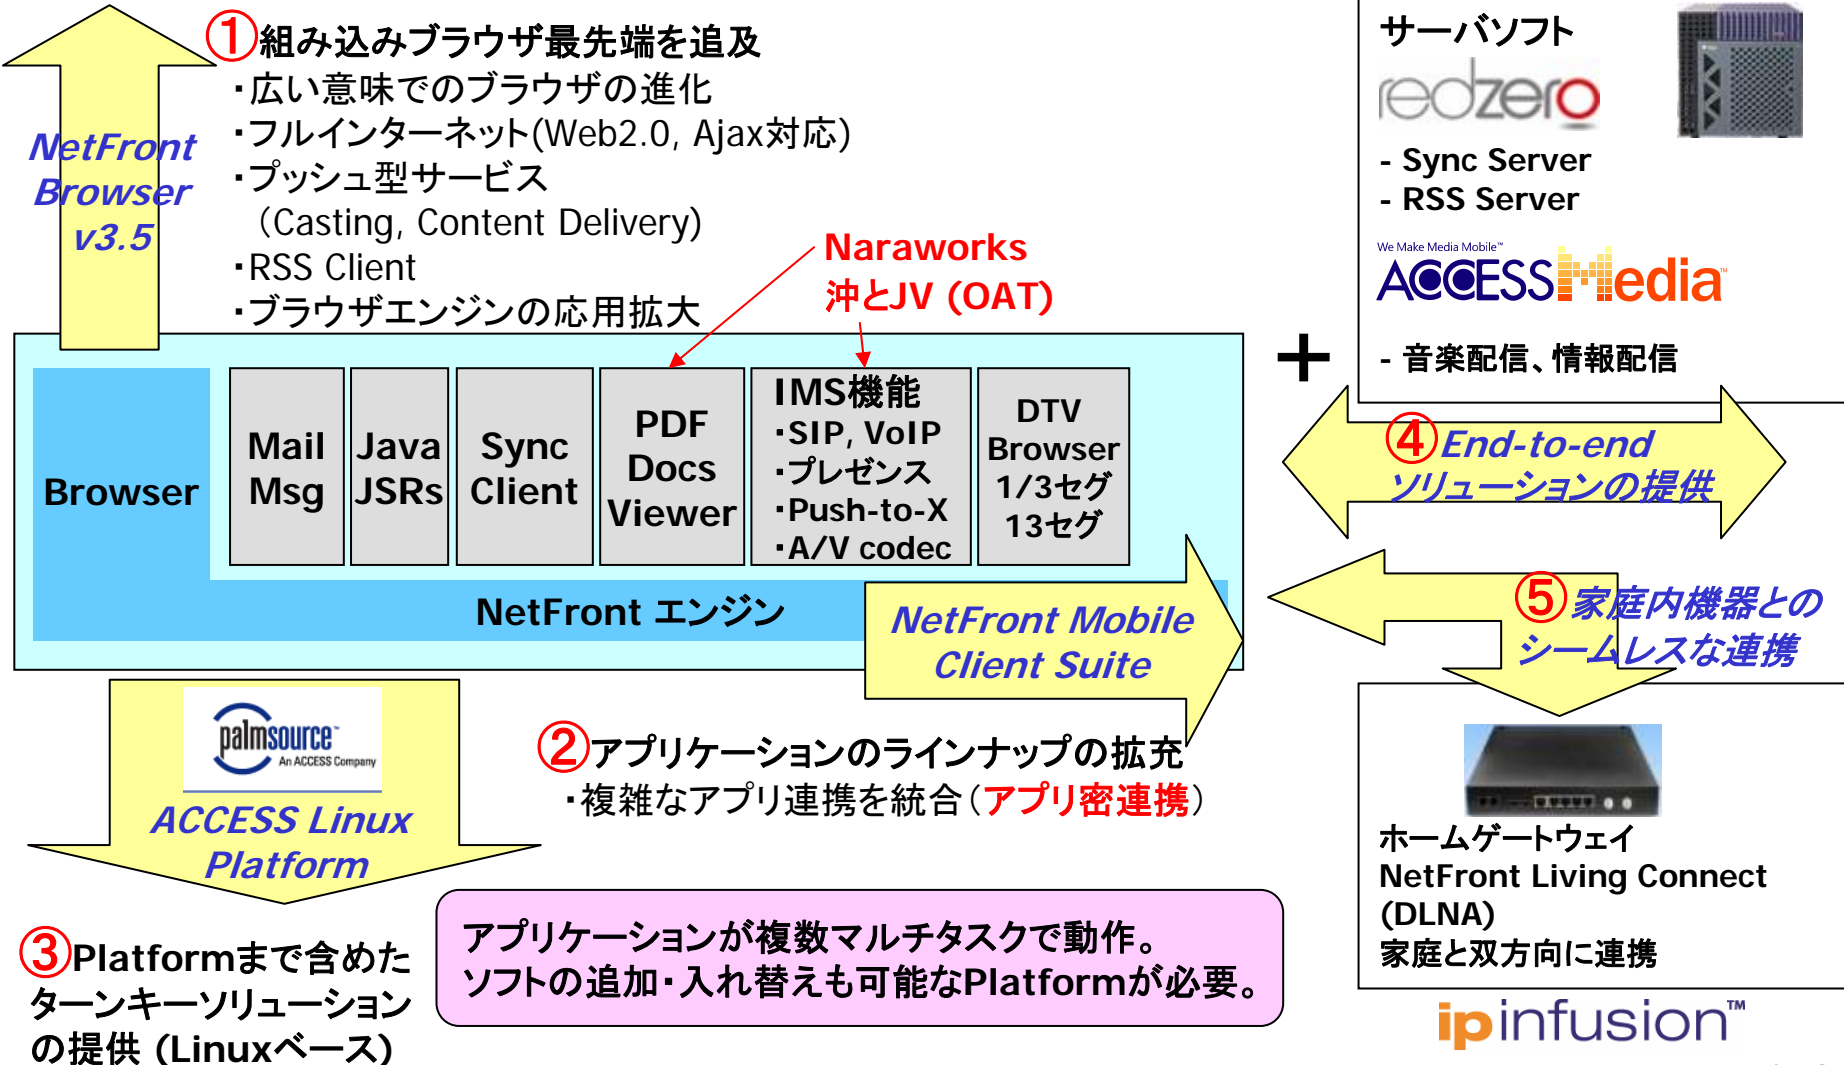 ①組み込みブラウザ最先端を追及
・広い意味でのブラウザの進化
・フルインターネット(Web2.0, Ajax対応)
・プッシュ型サービス
（Casting, Content Delivery)
・RSS Client
・ブラウザエンジンの応用拡大
NetFront
Browser
v3.5
Naraworks
沖とJV (OAT)
Browser
Mail
Msg
Java
JSRs
Sync
Client
PDF
Docs
Viewer
IMS機能
・SIP, VoIP
・プレゼンス
・Push-to-X
・A/V codec
DTV
Browser
1/3セグ
13セグ
NetFront エンジン
NetFront Mobile
Client Suite
+
サーバソフト
redzero
- Sync Server
- RSS Server
We Make Media Mobile™
ACCESS Media™
- 音楽配信、情報配信
④End-to-end
ソリューションの提供
⑤家庭内機器との
シームレスな連携
palmsource™
An ACCESS Company
ACCESS Linux
Platform
②アプリケーションのラインナップの拡充
・複雑なアプリ連携を統合（アプリ密連携）
③Platformまで含めた
ターンキーソリューション
の提供 (Linuxベース)
アプリケーションが複数マルチタスクで動作。
ソフトの追加・入れ替えも可能なPlatformが必要。
ホームゲートウェイ
NetFront Living Connect
(DLNA)
家庭と双方向に連携
ipinfusion™